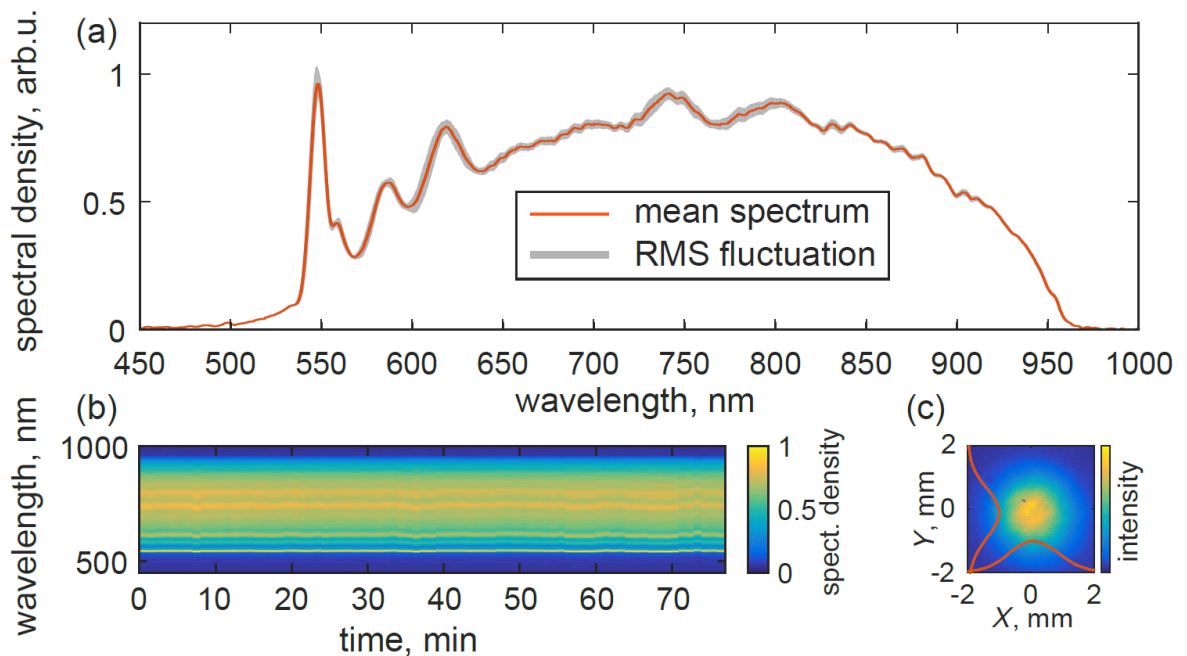 (a)
spectral density, arb.u.
1
0.5
0
mean spectrum
RMS fluctuation
450 500 550 600 650 700 750 800 850 900 950 1000
wavelength, nm
(b)
wavelength, nm
1000
500
0 10 20 30 40 50 60 70
time, min
1
0.5
0
spect. density
(c)
Y, mm
2
0
-2
-2 0 2
X, mm
intensity